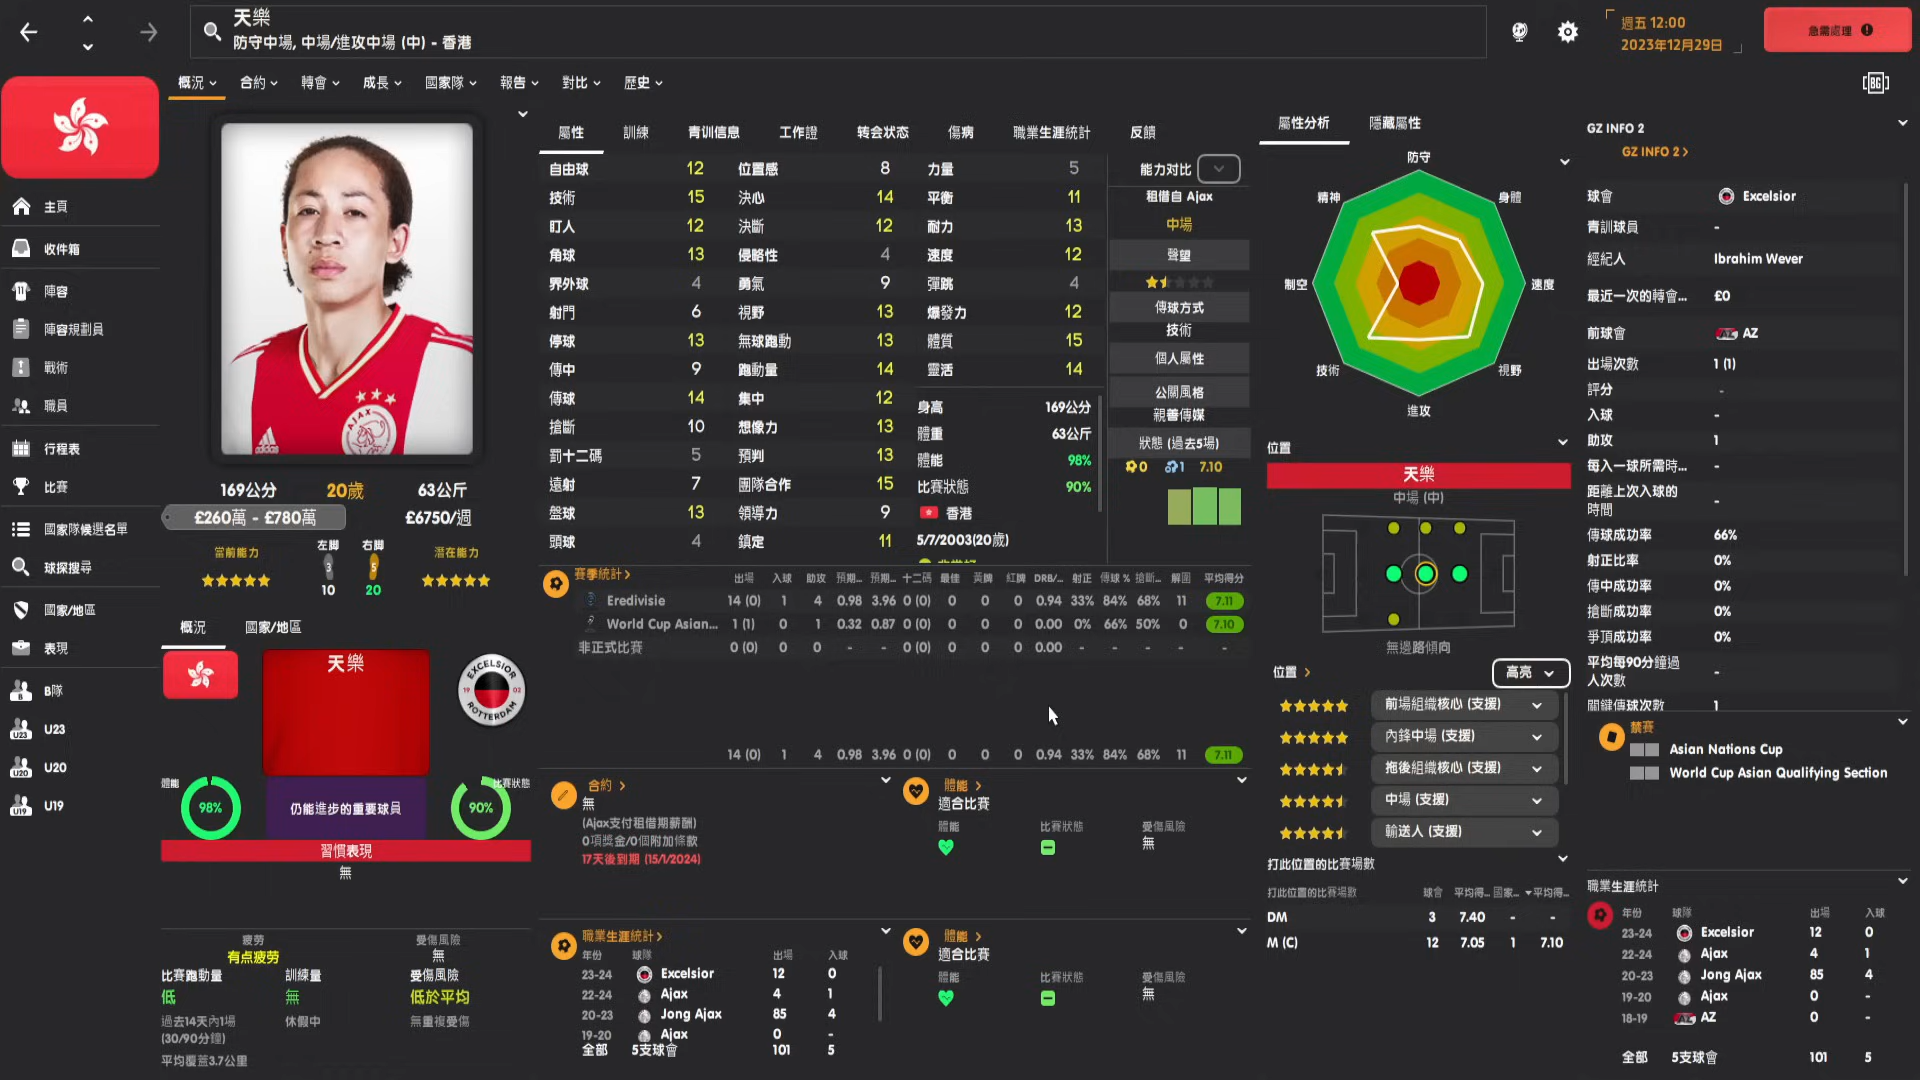 天樂
防守中場, 中場/進攻中場 (中) - 香港
週五 12:00
2023年12月29日
急需處理
概況 合約 轉會 成長 國家隊 報告 對比 歷史
主頁
收件箱
陣容
陣容規劃員
戰術
職員
行程表
比賽
國家隊候選名單
球探搜尋
國家/地區
表現
B隊
U23
U20
U19
169公分 20歲 63公斤
£260萬 - £780萬 £6750/週
當前能力 左脚 右脚 潛在能力
3 5
10 20
概況 國家/地區
天樂
EXCELSIOR
19 02
ROTTERDAM
體能 98%
仍能進步的重要球員
比賽狀態 90%
習慣表現
無
疲勞 受傷風險
有点疲勞 無
比賽跑動量 訓練量 受傷風險
低 無 低於平均
過去14天內1場 休假中 無重複受傷
(30/90分鐘)
平均覆蓋3.7公里
屬性 訓練 青训信息 工作證 转会状态 傷病 職業生涯統計 反饋
自由球 12 位置感 8 力量 5
技術 15 決心 14 平衡 11
盯人 12 決斷 12 耐力 13
角球 13 侵略性 4 速度 12
界外球 4 勇氣 9 彈跳 4
射門 6 視野 13 爆發力 12
停球 13 無球跑動 13 體質 15
傳中 9 跑動量 14 靈活 14
傳球 14 集中 12
搶斷 10 想像力 13
罰十二碼 5 預判 13
遠射 7 團隊合作 15
盤球 13 領導力 9
頭球 4 鎮定 11
身高 169公分
體重 63公斤
體能 98%
比賽狀態 90%
香港
5/7/2003(20歲)
能力对比
租借自 Ajax
中場
聲望
傳球方式
技術
個人屬性
公關風格
親善傳媒
狀態 (過去5場)
0 1 7.10
賽季統計
出場 入球 助攻 預期... 預期... 十二碼 最佳 黃牌 紅牌 DRB/... 射正 傳球 % 搶斷... 解圍 平均得分
Eredivisie 14 (0) 1 4 0.98 3.96 0 (0) 0 0 0 0.94 33% 84% 68% 11 7.11
World Cup Asian... 1 (1) 0 1 0.32 0.87 0 (0) 0 0 0 0.00 0% 66% 50% 0 7.10
非正式比賽 0 (0) 0 0 - - 0 (0) 0 0 0 0.00 - - - - -
14 (0) 1 4 0.98 3.96 0 (0) 0 0 0 0.94 33% 84% 68% 11 7.11
合約
無
(Ajax支付租借期薪酬)
0項獎金/0個附加條款
17天後到期 (15/1/2024)
體能
適合比賽
體能 比賽狀態 受傷風險
無
職業生涯統計
年份 球隊 出場 入球
23-24 Excelsior 12 0
22-24 Ajax 4 1
20-23 Jong Ajax 85 4
19-20 Ajax 0 -
全部 5支球會 101 5
體能
適合比賽
體能 比賽狀態 受傷風險
無
屬性分析 隱藏屬性
防守
精神 身體
制空 速度
技術 視野
進攻
位置
天樂
中場 (中)
無邊路傾向
位置 高亮
前場組織核心 (支援)
內鋒中場 (支援)
拖後組織核心 (支援)
中場 (支援)
輸送人 (支援)
打此位置的比賽場數
打此位置的比賽場數 球會 平均得... 國家... 平均得...
DM 3 7.40 - -
M (C) 12 7.05 1 7.10
GZ INFO 2
GZ INFO 2
球會 Excelsior
青訓球員 -
經紀人 Ibrahim Wever
最近一次的轉會... £0
前球會 AZ
出場次數 1 (1)
評分 -
入球 -
助攻 1
每入一球所需時... -
距離上次入球的
時間 -
傳球成功率 66%
射正比率 0%
傳中成功率 0%
搶斷成功率 0%
爭頂成功率 0%
平均每90分鐘過
人次數 -
關鍵傳球次數 1
禁賽
Asian Nations Cup
World Cup Asian Qualifying Section
職業生涯統計
年份 球隊 出場 入球
23-24 Excelsior 12 0
22-24 Ajax 4 1
20-23 Jong Ajax 85 4
19-20 Ajax 0 -
18-19 AZ 0 -
全部 5支球會 101 5